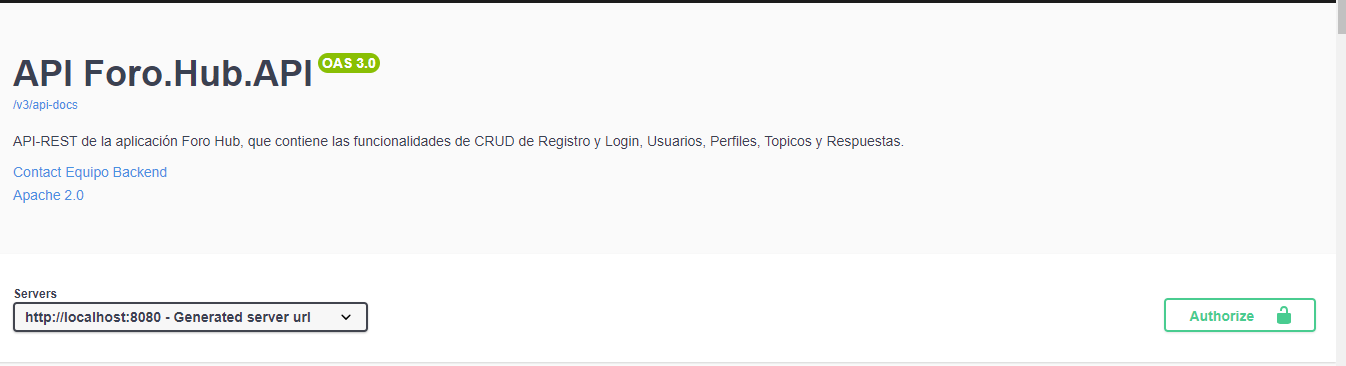 API Foro.Hub.API OAS 3.0
/v3/api-docs
API-REST de la aplicación Foro Hub, que contiene las funcionalidades de CRUD de Registro y Login, Usuarios, Perfiles, Topicos y Respuestas.
Contact Equipo Backend
Apache 2.0
Servers
http://localhost:8080 - Generated server url
Authorize